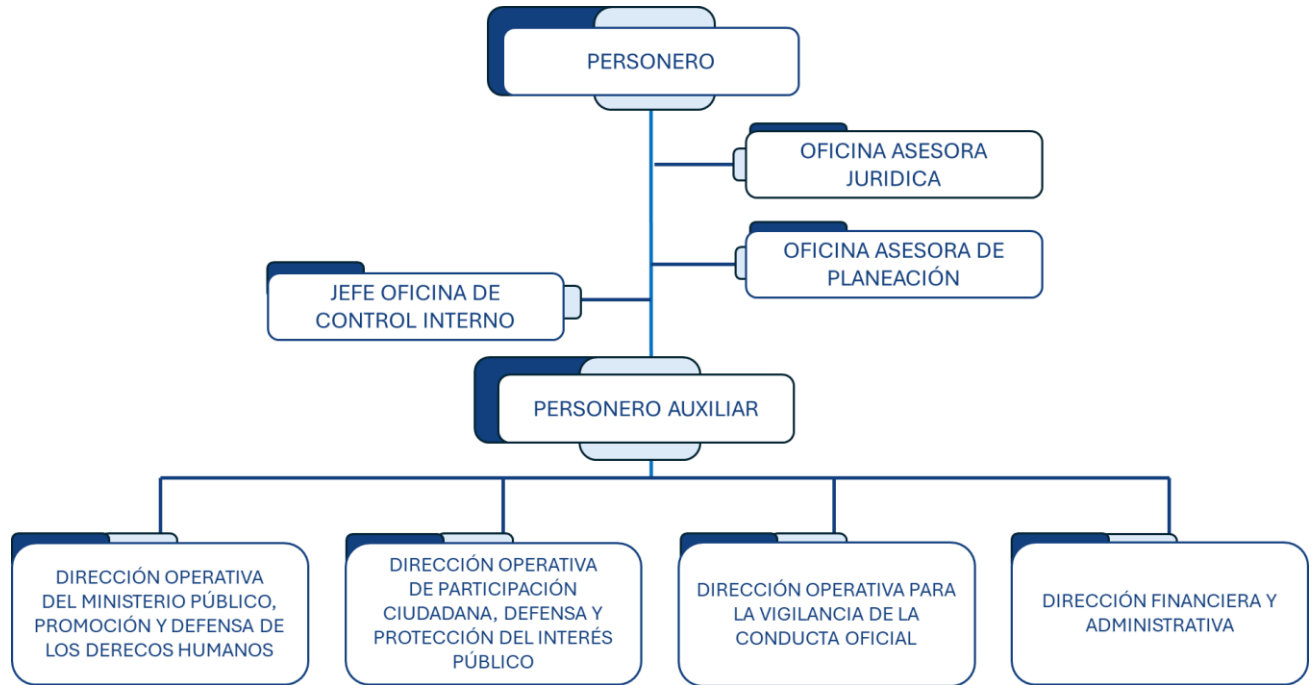 PERSONERO
OFICINA ASESORA
JURIDICA
OFICINA ASESORA DE
PLANEACIÓN
JEFE OFICINA DE
CONTROL INTERNO
PERSONERO AUXILIAR
DIRECCIÓN OPERATIVA
DEL MINISTERIO PÚBLICO,
PROMOCIÓN Y DEFENSA DE
LOS DERECOS HUMANOS
DIRECCIÓN OPERATIVA
DE PARTICIPACIÓN
CIUDADANA, DEFENSA Y
PROTECCIÓN DEL INTERÉS
PÚBLICO
DIRECCIÓN OPERATIVA PARA
LA VIGILANCIA DE LA
CONDUCTA OFICIAL
DIRECCIÓN FINANCIERA Y
ADMINISTRATIVA